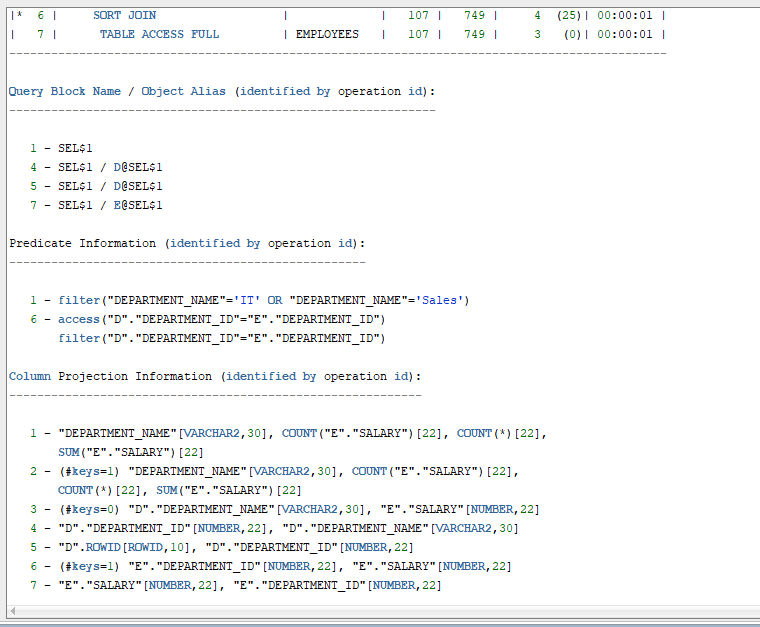 |*  6 |     SORT JOIN                  |             |   107 |   749 |     4  (25)| 00:00:01 |
|   7 |      TABLE ACCESS FULL         | EMPLOYEES   |   107 |   749 |     3   (0)| 00:00:01 |
----------------------------------------------------------------------------------------------
Query Block Name / Object Alias (identified by operation id):
-------------------------------------------------------------
   1 - SEL$1
   4 - SEL$1 / D@SEL$1
   5 - SEL$1 / D@SEL$1
   7 - SEL$1 / E@SEL$1
Predicate Information (identified by operation id):
---------------------------------------------------
   1 - filter("DEPARTMENT_NAME"='IT' OR "DEPARTMENT_NAME"='Sales')
   6 - access("D"."DEPARTMENT_ID"="E"."DEPARTMENT_ID")
       filter("D"."DEPARTMENT_ID"="E"."DEPARTMENT_ID")
Column Projection Information (identified by operation id):
-----------------------------------------------------------
   1 - "DEPARTMENT_NAME"[VARCHAR2,30], COUNT("E"."SALARY")[22], COUNT(*)[22],
       SUM("E"."SALARY")[22]
   2 - (#keys=1) "DEPARTMENT_NAME"[VARCHAR2,30], COUNT("E"."SALARY")[22],
       COUNT(*)[22], SUM("E"."SALARY")[22]
   3 - (#keys=0) "D"."DEPARTMENT_NAME"[VARCHAR2,30], "E"."SALARY"[NUMBER,22]
   4 - "D"."DEPARTMENT_ID"[NUMBER,22], "D"."DEPARTMENT_NAME"[VARCHAR2,30]
   5 - "D".ROWID[ROWID,10], "D"."DEPARTMENT_ID"[NUMBER,22]
   6 - (#keys=1) "E"."DEPARTMENT_ID"[NUMBER,22], "E"."SALARY"[NUMBER,22]
   7 - "E"."SALARY"[NUMBER,22], "E"."DEPARTMENT_ID"[NUMBER,22]